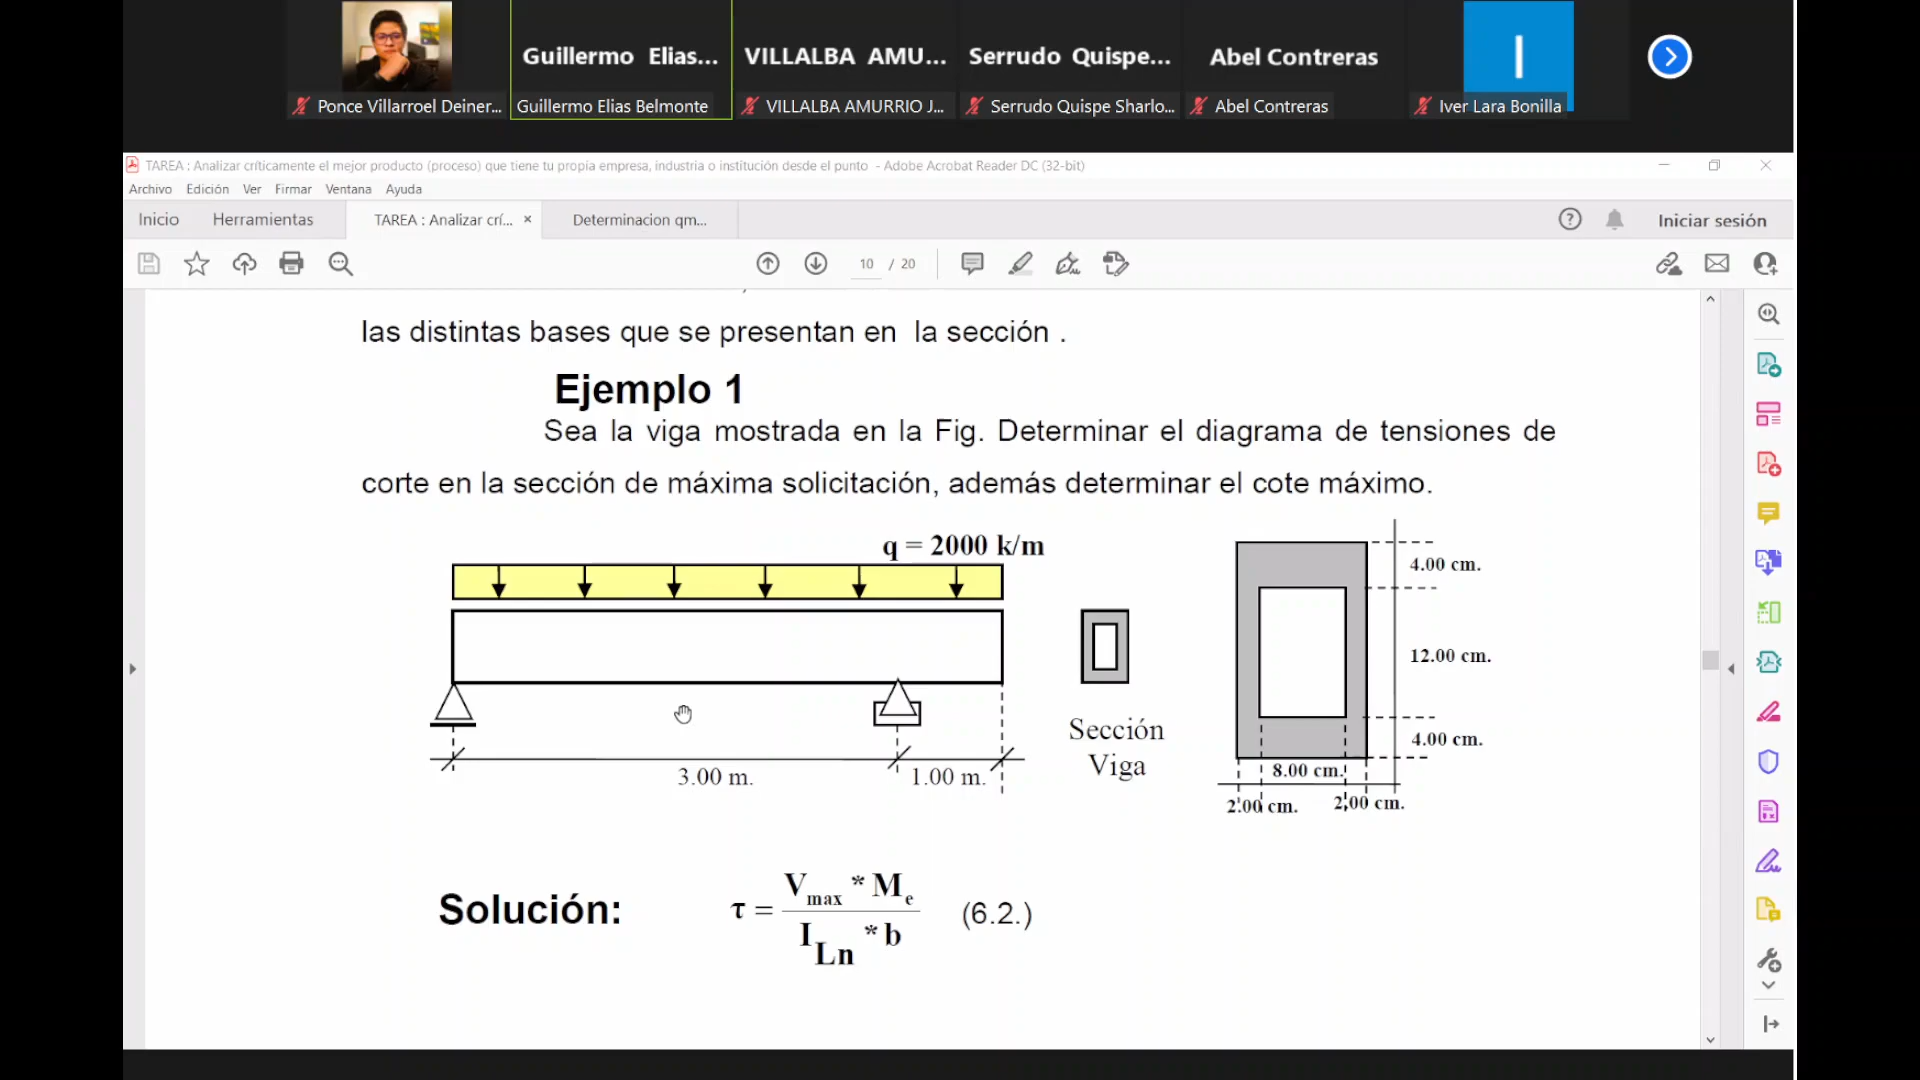 Guillermo Elias...
VILLALBA AMU...
Serrudo Quispe...
Abel Contreras
I
Ponce Villarroel Deiner...
Guillermo Elias Belmonte
VILLALBA AMURRIO J...
Serrudo Quispe Sharlo...
Abel Contreras
Iver Lara Bonilla
TAREA : Analizar críticamente el mejor producto (proceso) que tiene tu propia empresa, industria o institución desde el punto - Adobe Acrobat Reader DC (32-bit)
Archivo Edición Ver Firmar Ventana Ayuda
Inicio Herramientas TAREA : Analizar crí... × Determinacion qm... Iniciar sesión
10 / 20
las distintas bases que se presentan en la sección .
Ejemplo 1
Sea la viga mostrada en la Fig. Determinar el diagrama de tensiones de
corte en la sección de máxima solicitación, además determinar el cote máximo.
q = 2000 k/m
4.00 cm.
12.00 cm.
4.00 cm.
Sección
Viga
3.00 m.
1.00 m.
8.00 cm.
2.00 cm.
2,00 cm.
Solución:
τ = V max * M e / I Ln * b (6.2.)